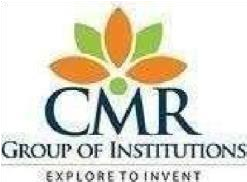 CMR
GROUP OF INSTITUTIONS
EXPLORE TO INVENT